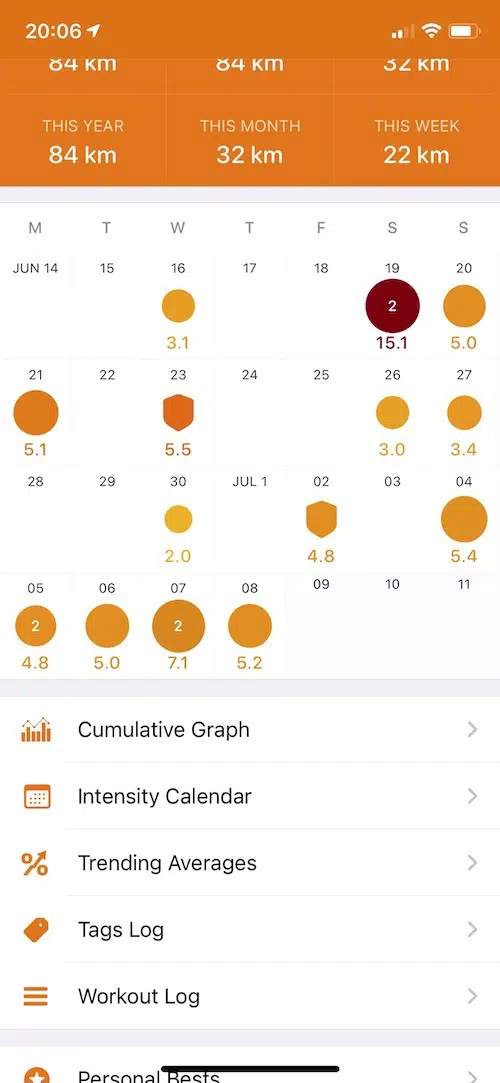 20:06
84 km 84 km 32 km
THIS YEAR THIS MONTH THIS WEEK
84 km 32 km 22 km
M T W T F S S
JUN 14 15 16 17 18 19 20
2
3.1 15.1 5.0
21 22 23 24 25 26 27
5.1 5.5 3.0 3.4
28 29 30 JUL 1 02 03 04
2.0 4.8 5.4
05 06 07 08 09 10 11
2 2
4.8 5.0 7.1 5.2
Cumulative Graph
Intensity Calendar
Trending Averages
Tags Log
Workout Log
Personal Bests